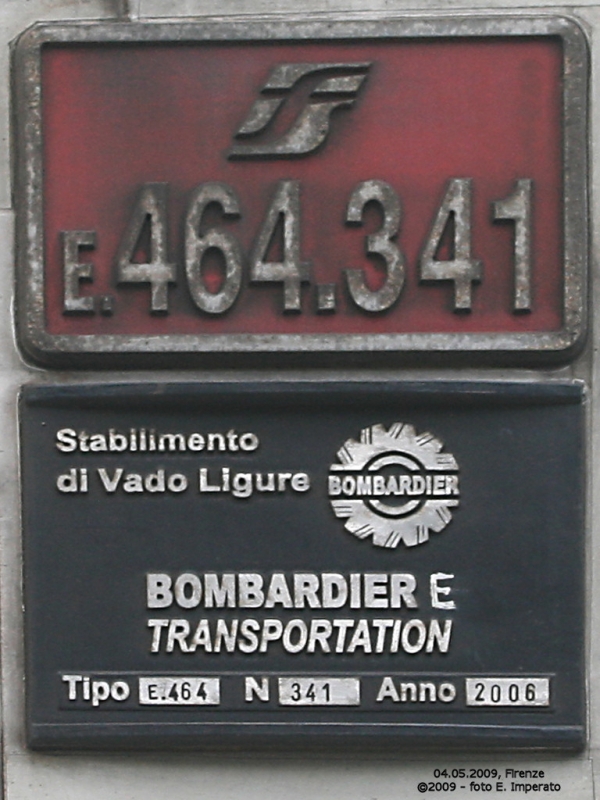 E.464.341
Stabilimento
di Vado Ligure
BOMBARDIER
BOMBARDIER E
TRANSPORTATION
Tipo E.464 N 341 Anno 2006
04.05.2009, Firenze
©2009 - foto E. Imperato